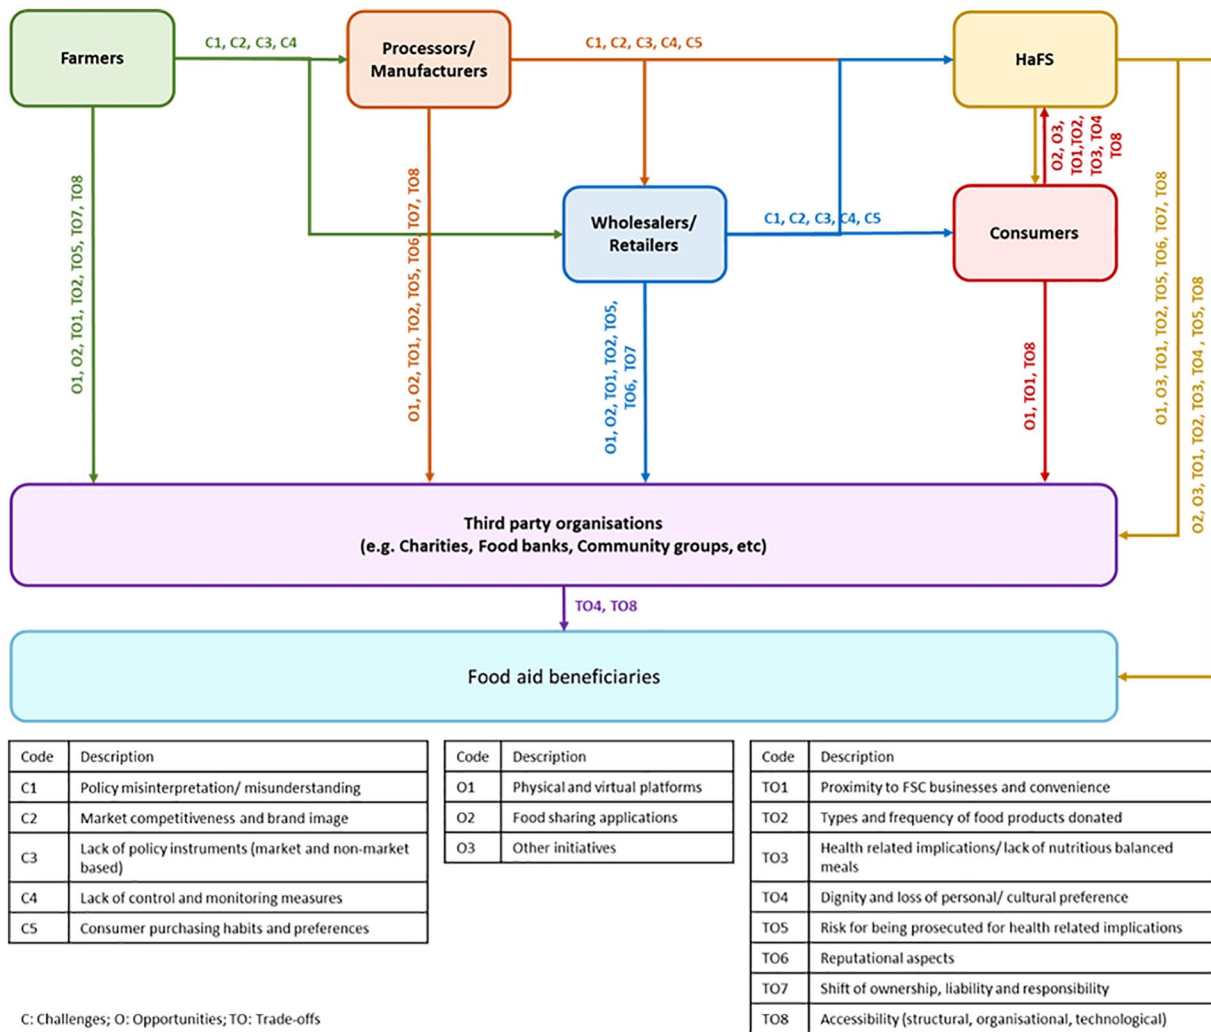 Farmers
C1, C2, C3, C4
Processors/
Manufacturers
C1, C2, C3, C4, C5
HaFS
O2, O3,
TO1,TO2,
TO3, TO4
TO8
Wholesalers/
Retailers
C1, C2, C3, C4, C5
Consumers
O1, O2, TO1, TO2, TO5, TO7, TO8
O1, O2, TO1, TO2, TO5, TO6, TO7, TO8
O1, O2, TO1, TO2, TO5,
TO6, TO7
O1, TO1, TO8
O1, O3, TO1, TO2, TO5, TO6, TO7, TO8
O2, O3, TO1, TO2, TO3, TO4 , TO5, TO8
Third party organisations
(e.g. Charities, Food banks, Community groups, etc)
TO4, TO8
Food aid beneficiaries
Code Description
C1 Policy misinterpretation/ misunderstanding
C2 Market competitiveness and brand image
C3 Lack of policy instruments (market and non-market
based)
C4 Lack of control and monitoring measures
C5 Consumer purchasing habits and preferences
Code Description
O1 Physical and virtual platforms
O2 Food sharing applications
O3 Other initiatives
Code Description
TO1 Proximity to FSC businesses and convenience
TO2 Types and frequency of food products donated
TO3 Health related implications/ lack of nutritious balanced
meals
TO4 Dignity and loss of personal/ cultural preference
TO5 Risk for being prosecuted for health related implications
TO6 Reputational aspects
TO7 Shift of ownership, liability and responsibility
TO8 Accessibility (structural, organisational, technological)
C: Challenges; O: Opportunities; TO: Trade-offs